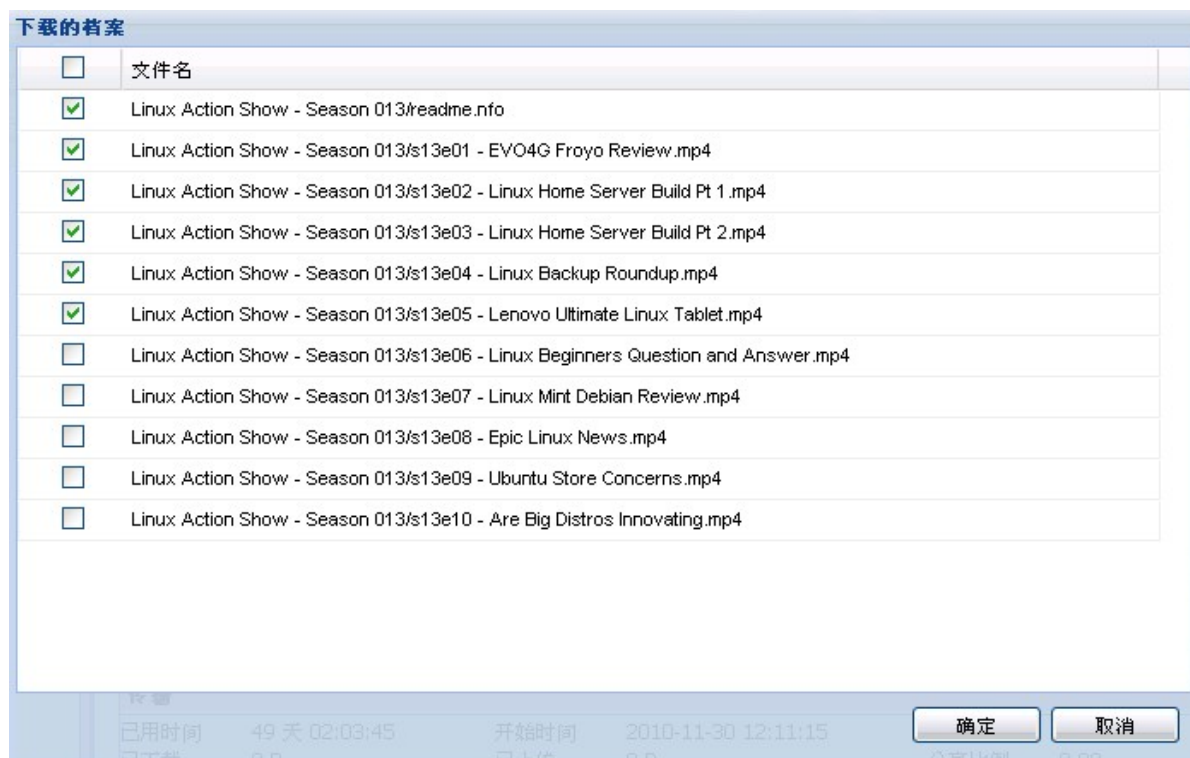 下载的档案
文件名
Linux Action Show - Season 013/readme.nfo
Linux Action Show - Season 013/s13e01 - EVO4G Froyo Review.mp4
Linux Action Show - Season 013/s13e02 - Linux Home Server Build Pt 1.mp4
Linux Action Show - Season 013/s13e03 - Linux Home Server Build Pt 2.mp4
Linux Action Show - Season 013/s13e04 - Linux Backup Roundup.mp4
Linux Action Show - Season 013/s13e05 - Lenovo Ultimate Linux Tablet.mp4
Linux Action Show - Season 013/s13e06 - Linux Beginners Question and Answer.mp4
Linux Action Show - Season 013/s13e07 - Linux Mint Debian Review.mp4
Linux Action Show - Season 013/s13e08 - Epic Linux News.mp4
Linux Action Show - Season 013/s13e09 - Ubuntu Store Concerns.mp4
Linux Action Show - Season 013/s13e10 - Are Big Distros Innovating.mp4
传输
已用时间 49 天 02:03:45 开始时间 2010-11-30 12:11:15
确定 取消